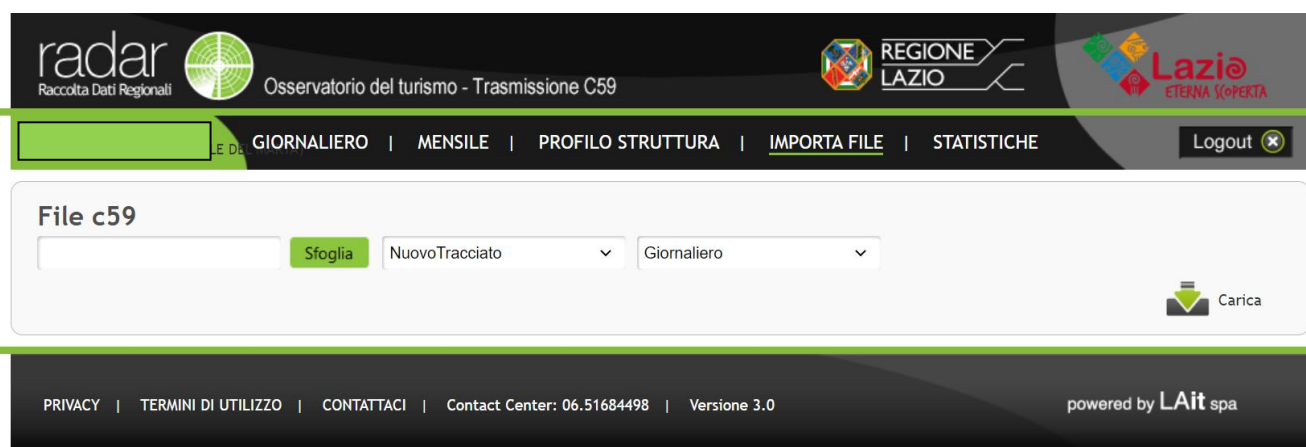 radar
Raccolta Dati Regionali
Osservatorio del turismo - Trasmissione C59
REGIONE
LAZIO
Lazio
ETERNA SCOPERTA
GIORNALIERO | MENSILE | PROFILO STRUTTURA | IMPORTA FILE | STATISTICHE
Logout
File c59
Sfoglia NuovoTracciato Giornaliero
Carica
PRIVACY | TERMINI DI UTILIZZO | CONTATTACI | Contact Center: 06.51684498 | Versione 3.0
powered by LAit spa